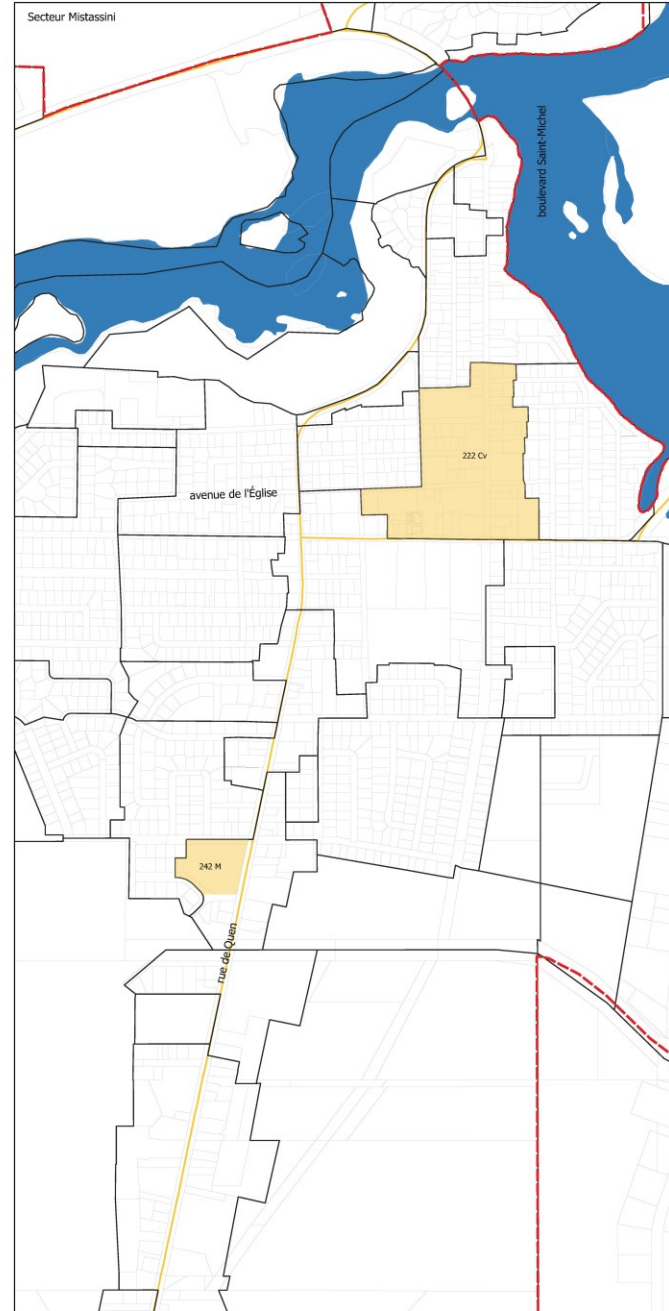 Secteur Mistassini
boulevard Saint-Michel
222 Cv
avenue de l'Église
242 M
rue de Quen